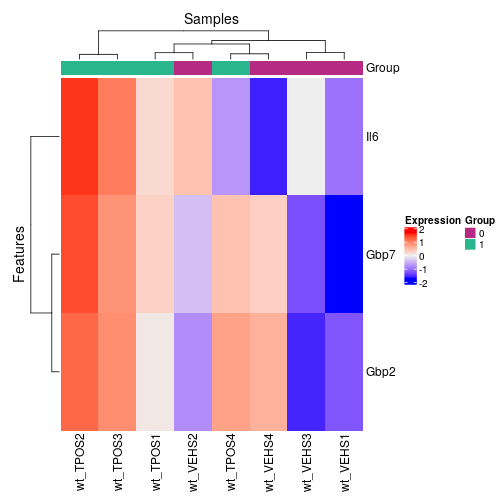 Samples
Group
Il6
Gbp7
Gbp2
Features
Expression
2
1
0
-1
-2
Group
0
1
wt_TPOS2
wt_TPOS3
wt_TPOS1
wt_VEHS2
wt_TPOS4
wt_VEHS4
wt_VEHS3
wt_VEHS1